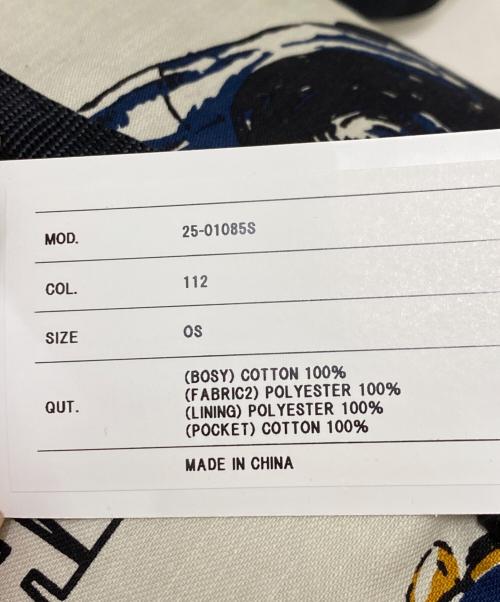 MOD. 25-01085S
COL. 112
SIZE OS
QUT. (BOSY) COTTON 100%
(FABRIC2) POLYESTER 100%
(LINING) POLYESTER 100%
(POCKET) COTTON 100%
MADE IN CHINA